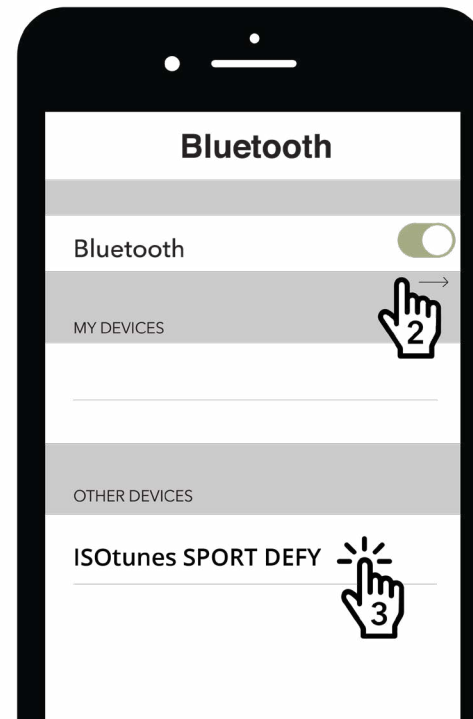 Bluetooth
Bluetooth
2
MY DEVICES
OTHER DEVICES
ISOtunes SPORT DEFY
3